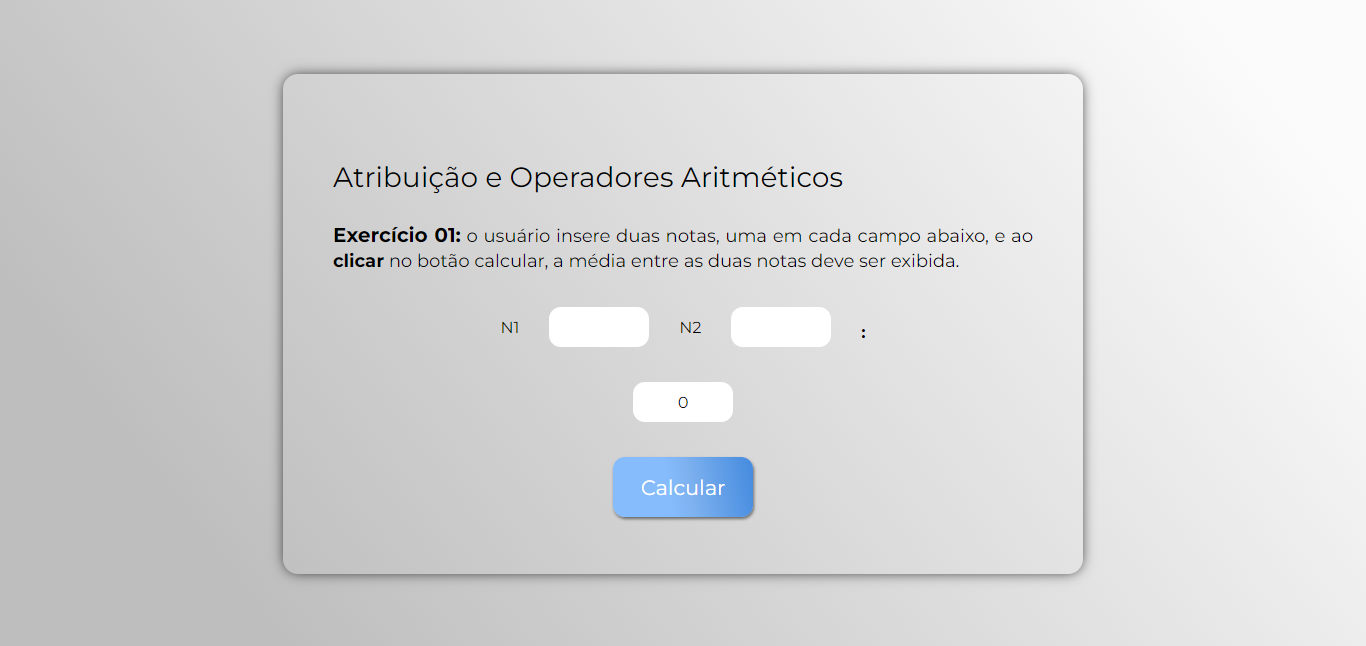 Atribuição e Operadores Aritméticos
Exercício 01: o usuário insere duas notas, uma em cada campo abaixo, e ao
clicar no botão calcular, a média entre as duas notas deve ser exibida.
N1 N2 :
0
Calcular